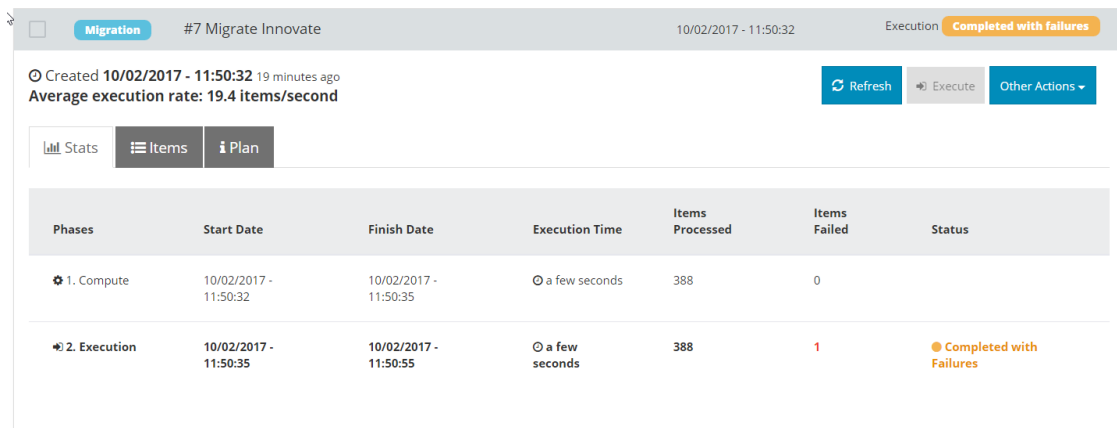 Migration #7 Migrate Innovate 10/02/2017 - 11:50:32 Execution Completed with failures
Created 10/02/2017 - 11:50:32 19 minutes ago
Average execution rate: 19.4 items/second
Refresh Execute Other Actions
Stats Items Plan
Phases Start Date Finish Date Execution Time Items Processed Items Failed Status
1. Compute 10/02/2017 - 11:50:32 10/02/2017 - 11:50:35 a few seconds 388 0
2. Execution 10/02/2017 - 11:50:35 10/02/2017 - 11:50:55 a few seconds 388 1 Completed with Failures